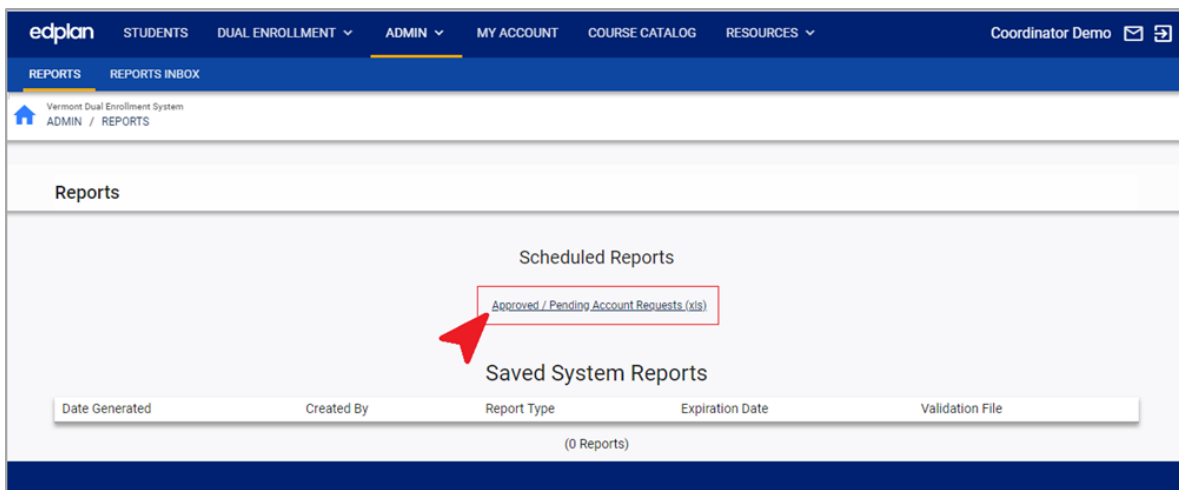 edplan STUDENTS DUAL ENROLLMENT ADMIN MY ACCOUNT COURSE CATALOG RESOURCES Coordinator Demo
REPORTS REPORTS INBOX
Vermont Dual Enrollment System
ADMIN / REPORTS
Reports
Scheduled Reports
Approved / Pending Account Requests (xls)
Saved System Reports
Date Generated Created By Report Type Expiration Date Validation File
(0 Reports)